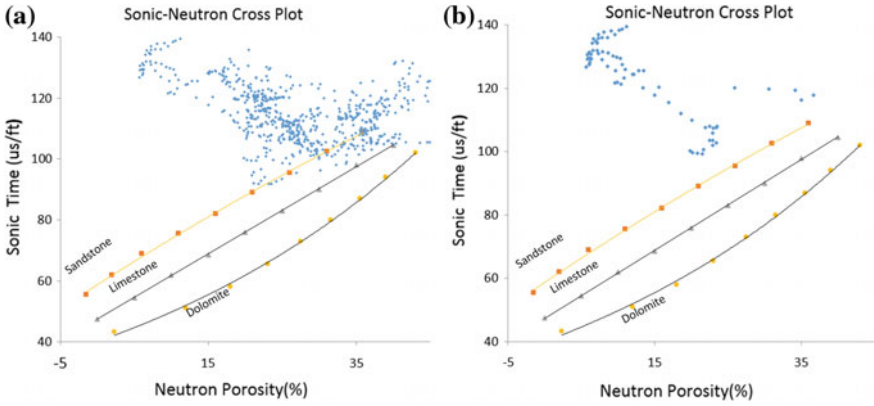 (a)
Sonic-Neutron Cross Plot
140
120
100
80
60
40
Sonic Time (us/ft)
Sandstone
Limestone
Dolomite
-5
15
35
Neutron Porosity(%)
(b)
Sonic-Neutron Cross Plot
140
120
100
80
60
40
Sonic Time (us/ft)
Sandstone
Limestone
Dolomite
-5
15
35
Neutron Porosity(%)